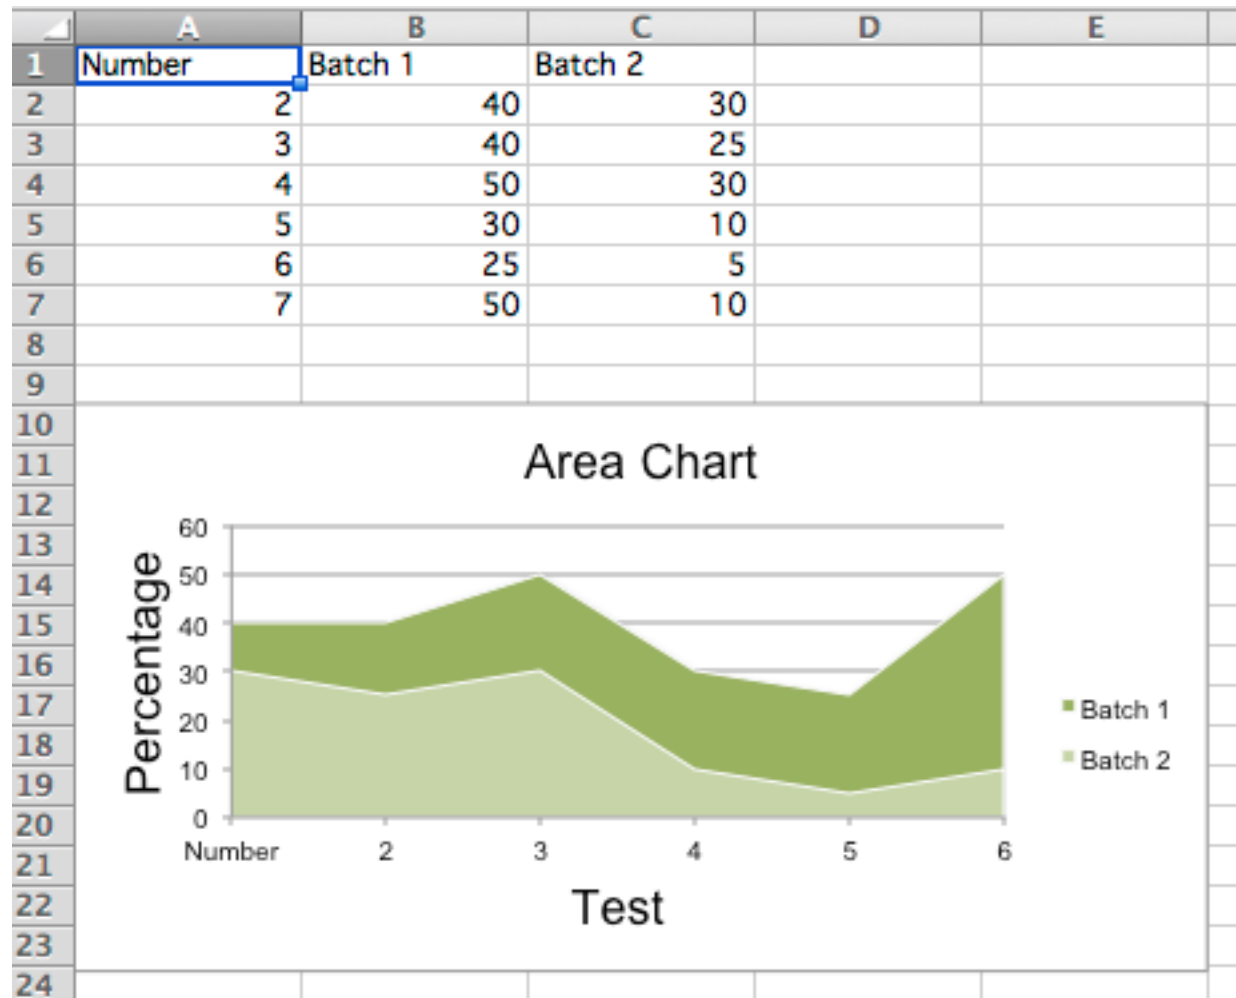 A B C D E
1 Number Batch 1 Batch 2
2 2 40 30
3 3 40 25
4 4 50 30
5 5 30 10
6 6 25 5
7 7 50 10
8
9
10
11 Area Chart
12
13 60
14 50
15 40
16 30
17 20 Batch 1
18 10 Batch 2
19 0
20 Percentage
21 Number 2 3 4 5 6
22 Test
23
24